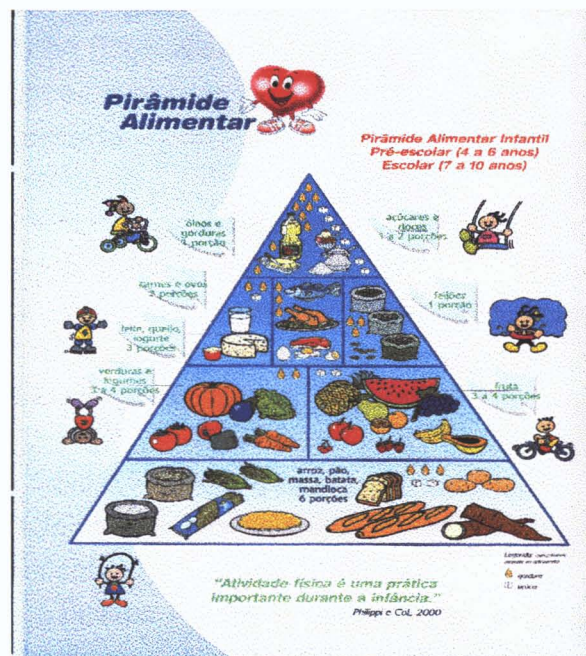 Pirâmide
Alimentar
Pirâmide Alimentar Infantil
Pré-escolar (4 a 6 anos)
Escolar (7 a 10 anos)
óleos e
gorduras
1 porção
açúcares e
doces
1 a 2 porções
carnes e ovos
2 porções
feijões
1 porção
leite, queijo,
iogurte
3 porções
verduras e
legumes
3 a 4 porções
fruta
3 a 4 porções
arroz, pão,
massa, batata,
mandioca
6 porções
Legenda
gordura
"Atividade física é uma prática
importante durante a infância."
Philippi e Col, 2000